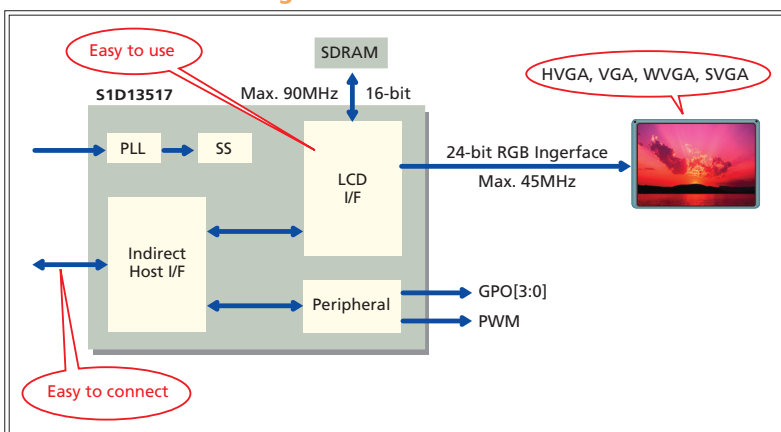 Easy to use
SDRAM
HVGA, VGA, WVGA, SVGA
S1D13517
Max. 90MHz
16-bit
PLL
SS
LCD
I/F
24-bit RGB Ingerface
Max. 45MHz
Indirect
Host I/F
Peripheral
GPO[3:0]
PWM
Easy to connect